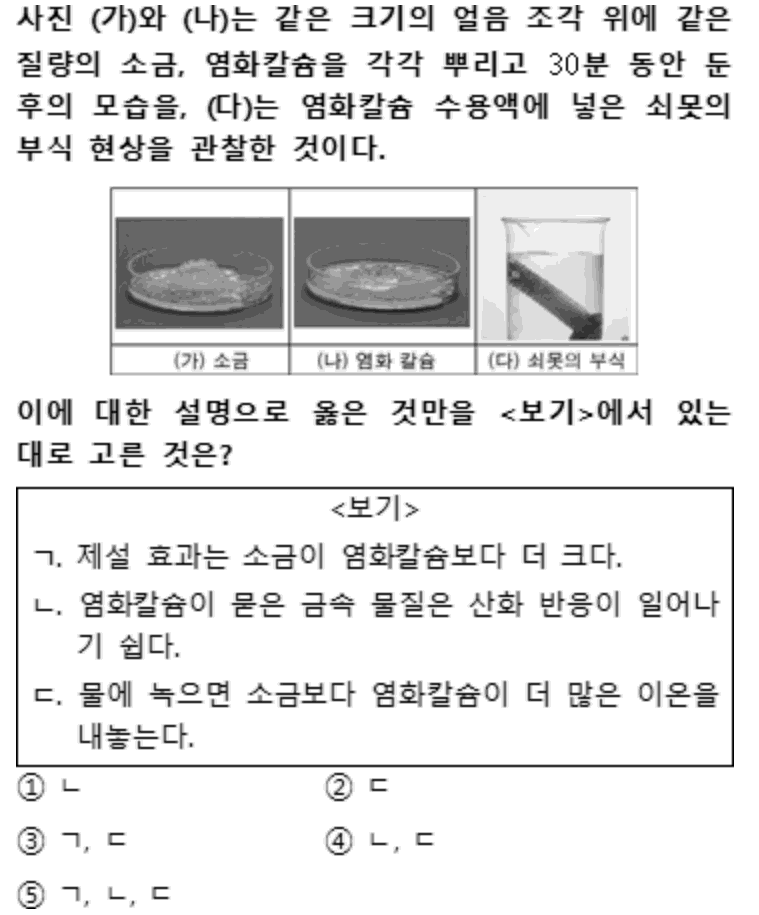 사진 (가)와 (나)는 같은 크기의 얼음 조각 위에 같은
질량의 소금, 염화칼슘을 각각 뿌리고 30분 동안 둔
후의 모습을, (다)는 염화칼슘 수용액에 넣은 쇠못의
부식 현상을 관찰한 것이다.
(가) 소금 (나) 염화 칼슘 (다) 쇠못의 부식
이에 대한 설명으로 옳은 것만을 <보기>에서 있는
대로 고른 것은?
<보기>
ㄱ. 제설 효과는 소금이 염화칼슘보다 더 크다.
ㄴ. 염화칼슘이 묻은 금속 물질은 산화 반응이 일어나
기 쉽다.
ㄷ. 물에 녹으면 소금보다 염화칼슘이 더 많은 이온을
내놓는다.
① ㄴ ② ㄷ
③ ㄱ, ㄷ ④ ㄴ, ㄷ
⑤ ㄱ, ㄴ, ㄷ